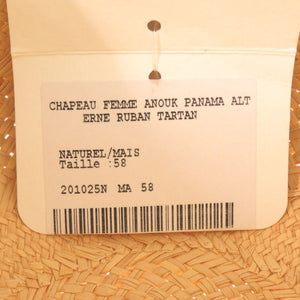 CHAPEAU FEMME ANOUK PANAMA ALT
ERNE RUBAN TARTAN
NATUREL/MAIS
Taille :58
201025N MA 58